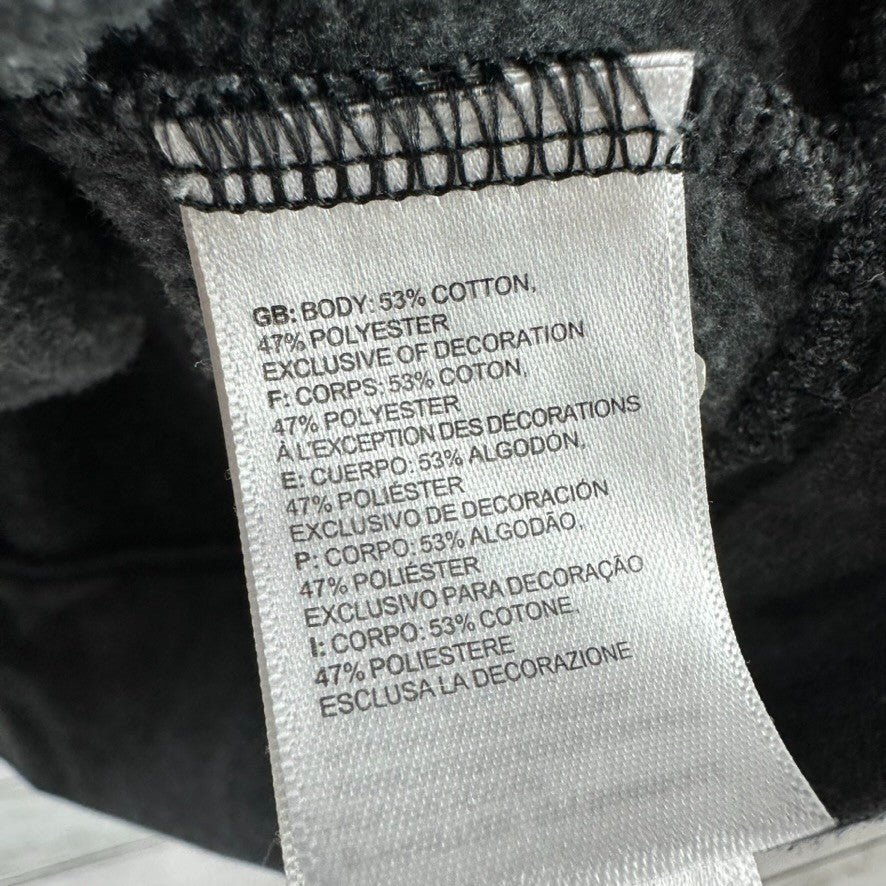 GB: BODY: 53% COTTON,
47% POLYESTER
EXCLUSIVE OF DECORATION
F: CORPS: 53% COTON,
47% POLYESTER
À L'EXCEPTION DES DÉCORATIONS
E: CUERPO: 53% ALGODÓN,
47% POLIÉSTER
EXCLUSIVO DE DECORACIÓN
P: CORPO: 53% ALGODÃO,
47% POLIÉSTER
EXCLUSIVO PARA DECORAÇÃO
I: CORPO: 53% COTONE,
47% POLIESTERE
ESCLUSA LA DECORAZIONE